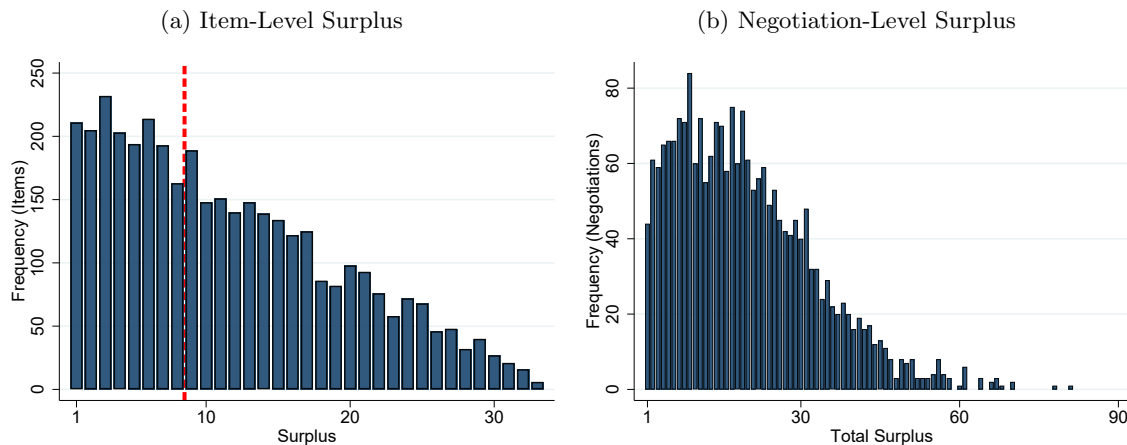 (a) Item-Level Surplus
250
200
150
100
50
0
Frequency (Items)
1 10 20 30
Surplus
(b) Negotiation-Level Surplus
80
60
40
20
0
Frequency (Negotiations)
1 30 60 90
Total Surplus